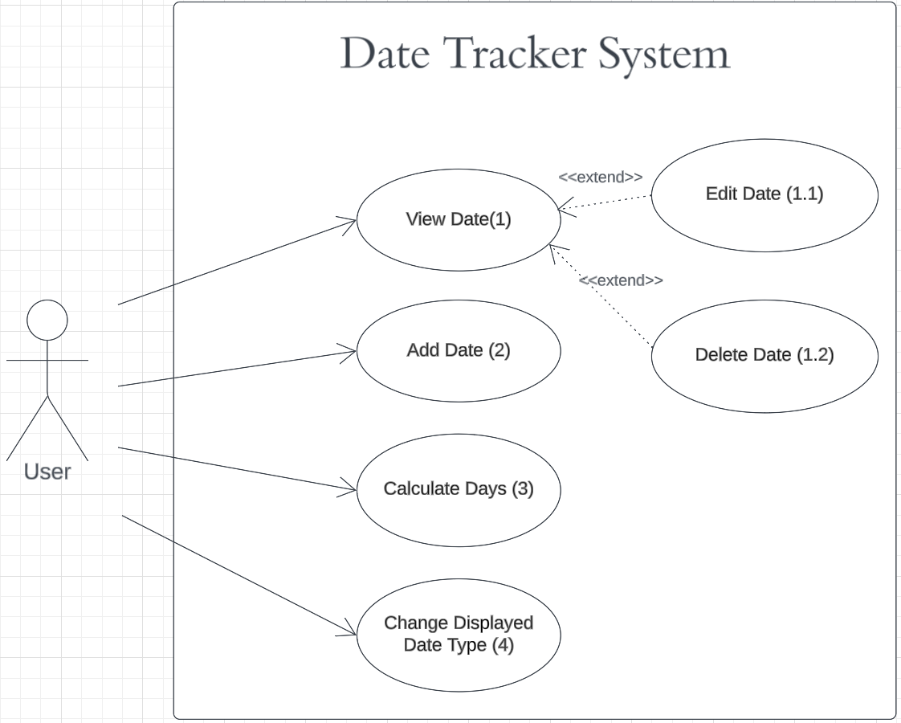 Date Tracker System
<<extend>>
Edit Date (1.1)
View Date(1)
<<extend>>
Add Date (2)
Delete Date (1.2)
User
Calculate Days (3)
Change Displayed
Date Type (4)